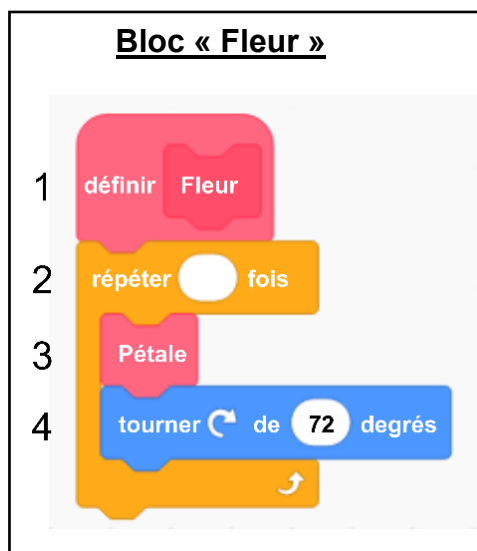 Bloc « Fleur »
1 définir Fleur
2 répéter fois
3 Pétale
4 tourner de 72 degrés